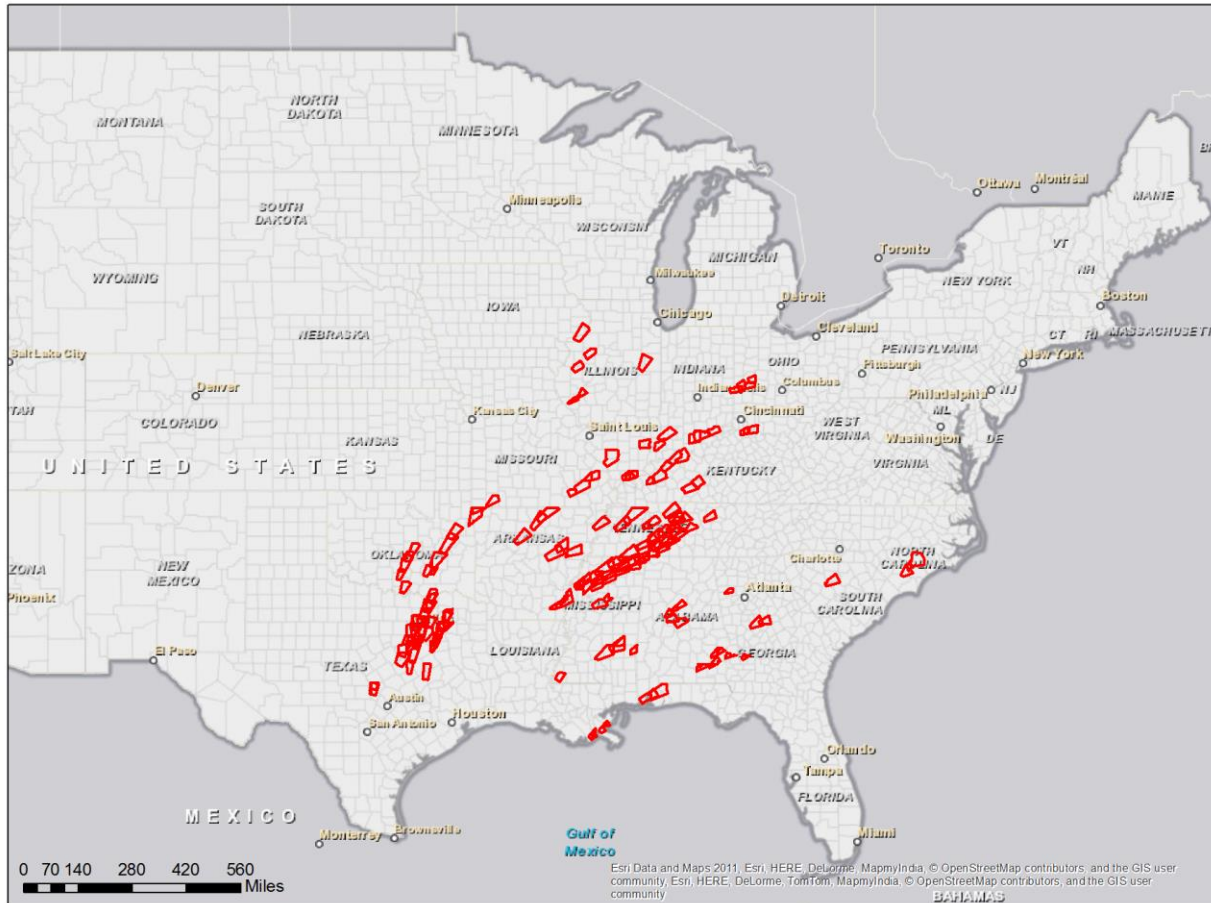 NORTH
DAKOTA
MONTANA
MINNESOTA
Ottawa
Montréal
MAINE
SOUTH
DAKOTA
Minneapolis
WISCONSIN
VT
Toronto
MICHIGAN
WYOMING
Milwaukee
NEW YORK
NH
IOWA
Detroit
Boston
Chicago
NEBRASKA
Cleveland
CT
RI
MASSACHUSETT
Salt Lake City
PENNSYLVANIA
OHIO
New York
ILLINOIS
INDIANA
Pittsburgh
Denver
Columbus
Philadelphia
NJ
TAH
Kansas City
Cincinnati
ML
COLORADO
Saint Louis
WEST
VIRGINIA
Washington
DE
KANSAS
UNITED STATES
MISSOURI
KENTUCKY
VIRGINIA
OKLAHOMA
ARKANSAS
Charlotte
NORTH
CAROLINA
ZONA
NEW
MEXICO
Phoenix
Atlanta
SOUTH
CAROLINA
MISSISSIPPI
ALABAMA
El Paso
TEXAS
LOUISIANA
GEORGIA
Austin
San Antonio
Houston
Orlando
Tampa
FLORIDA
MEXICO
Monterrey
Brownsville
Gulf of
Mexico
Miami
0 70 140 280 420 560
Miles
Esri Data and Maps 2011, Esri, HERE, DeLorme, MapmyIndia, © OpenStreetMap contributors, and the GIS user
community, Esri, HERE, DeLorme, TomTom, MapmyIndia, © OpenStreetMap contributors, and the GIS user
community
BAHAMAS